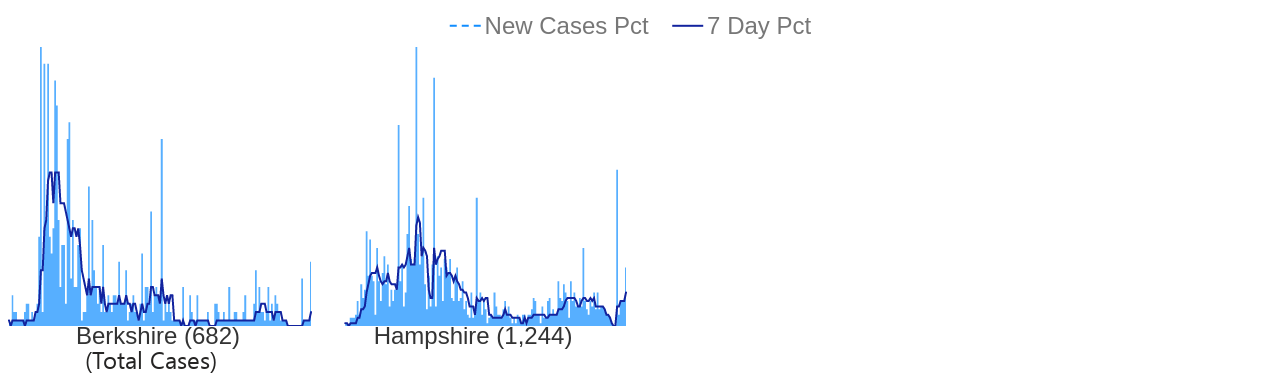 New Cases Pct 7 Day Pct
Berkshire (682) Hampshire (1,244)
(Total Cases)